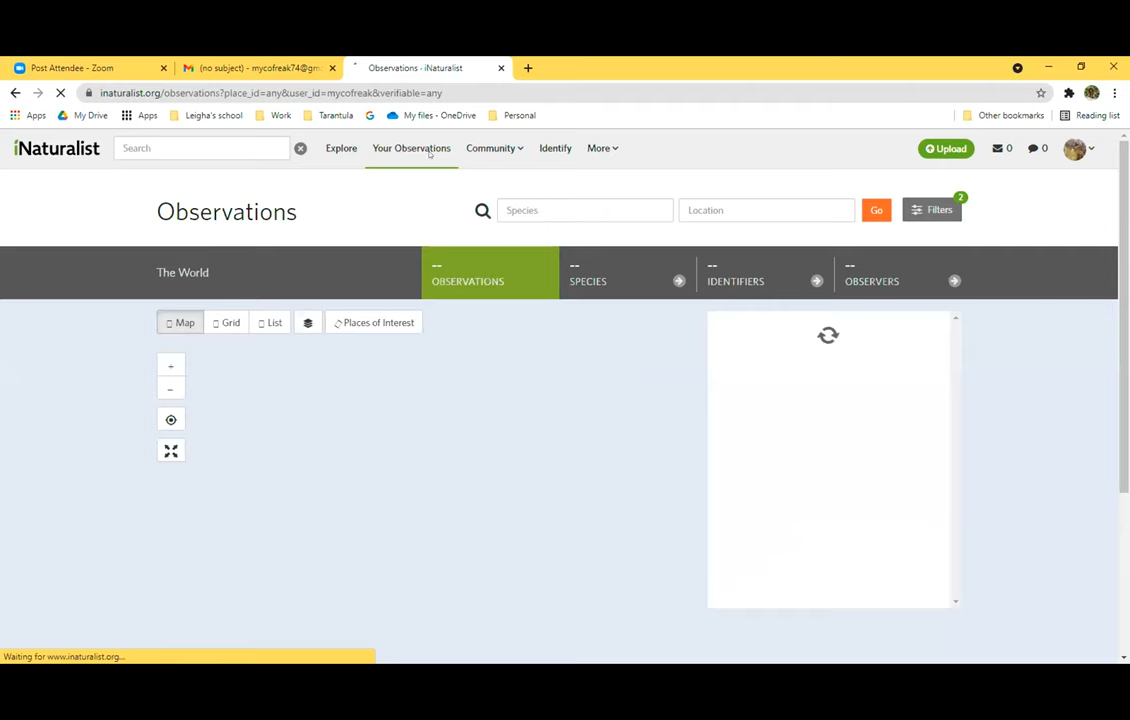 Post Attendee - Zoom
(no subject) - mycofreak74@gm
Observations · iNaturalist
inaturalist.org/observations?place_id=any&user_id=mycofreak&verifiable=any
Apps My Drive Apps Leigha's school Work Tarantula My files - OneDrive Personal Other bookmarks Reading list
iNaturalist Search Explore Your Observations Community Identify More Upload 0 0
2
Observations Species Location Go Filters
The World
-- OBSERVATIONS
-- SPECIES
-- IDENTIFIERS
-- OBSERVERS
Map Grid List Places of Interest
+
−
Waiting for www.inaturalist.org...